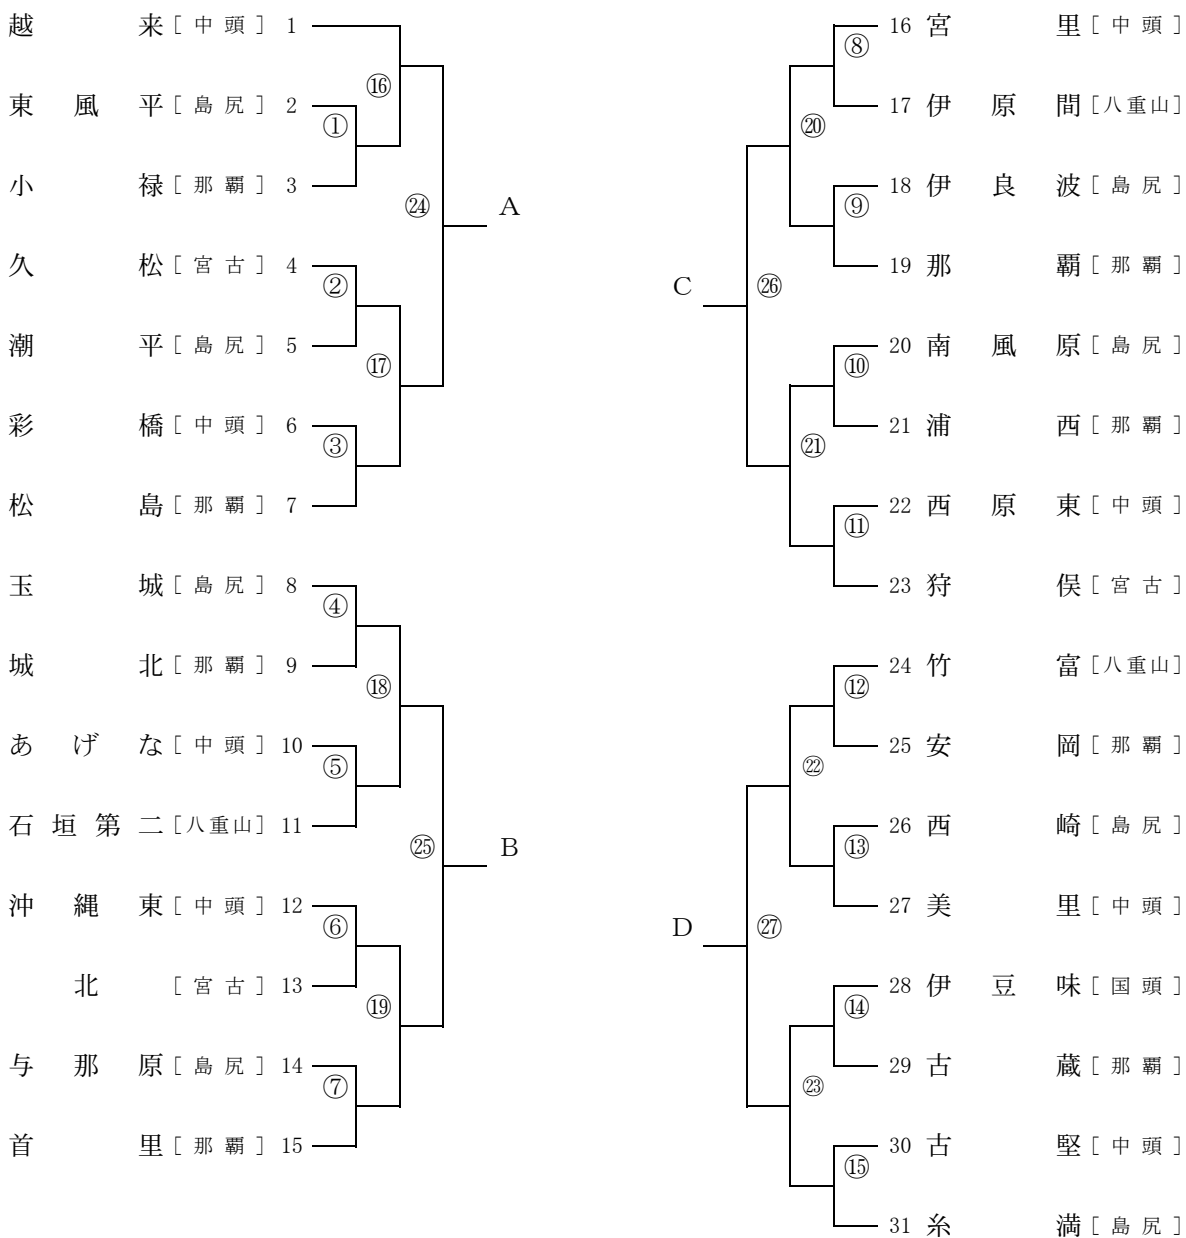 越来［中頭］1
⑯
東風平［島尻］2
①
小禄［那覇］3
㉔ A
久松［宮古］4
②
潮平［島尻］5
⑰
彩橋［中頭］6
③
松島［那覇］7
玉城［島尻］8
④
城北［那覇］9
⑱
あげな［中頭］10
⑤
石垣第二［八重山］11
㉕ B
沖縄東［中頭］12
⑥
北［宮古］13
⑲
与那原［島尻］14
⑦
首里［那覇］15
16 宮里［中頭］
⑧
17 伊原間［八重山］
⑳
18 伊良波［島尻］
⑨
19 那覇［那覇］
C ㉖
20 南風原［島尻］
⑩
21 浦西［那覇］
㉑
22 西原東［中頭］
⑪
23 狩俣［宮古］
24 竹富［八重山］
⑫
25 安岡［那覇］
㉒
26 西崎［島尻］
⑬
27 美里［中頭］
D ㉗
28 伊豆味［国頭］
⑭
29 古蔵［那覇］
㉓
30 古堅［中頭］
⑮
31 糸満［島尻］